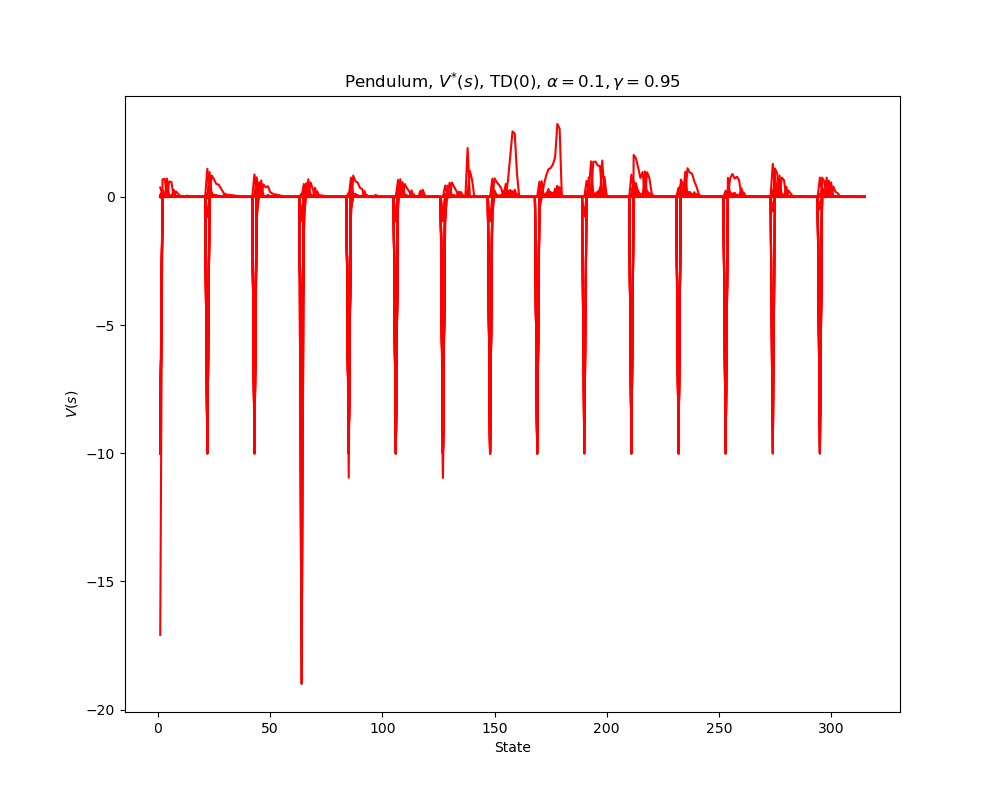 Pendulum, V*(s), TD(0), α = 0.1, γ = 0.95
V(s)
0
−5
−10
−15
−20
0 50 100 150 200 250 300
State